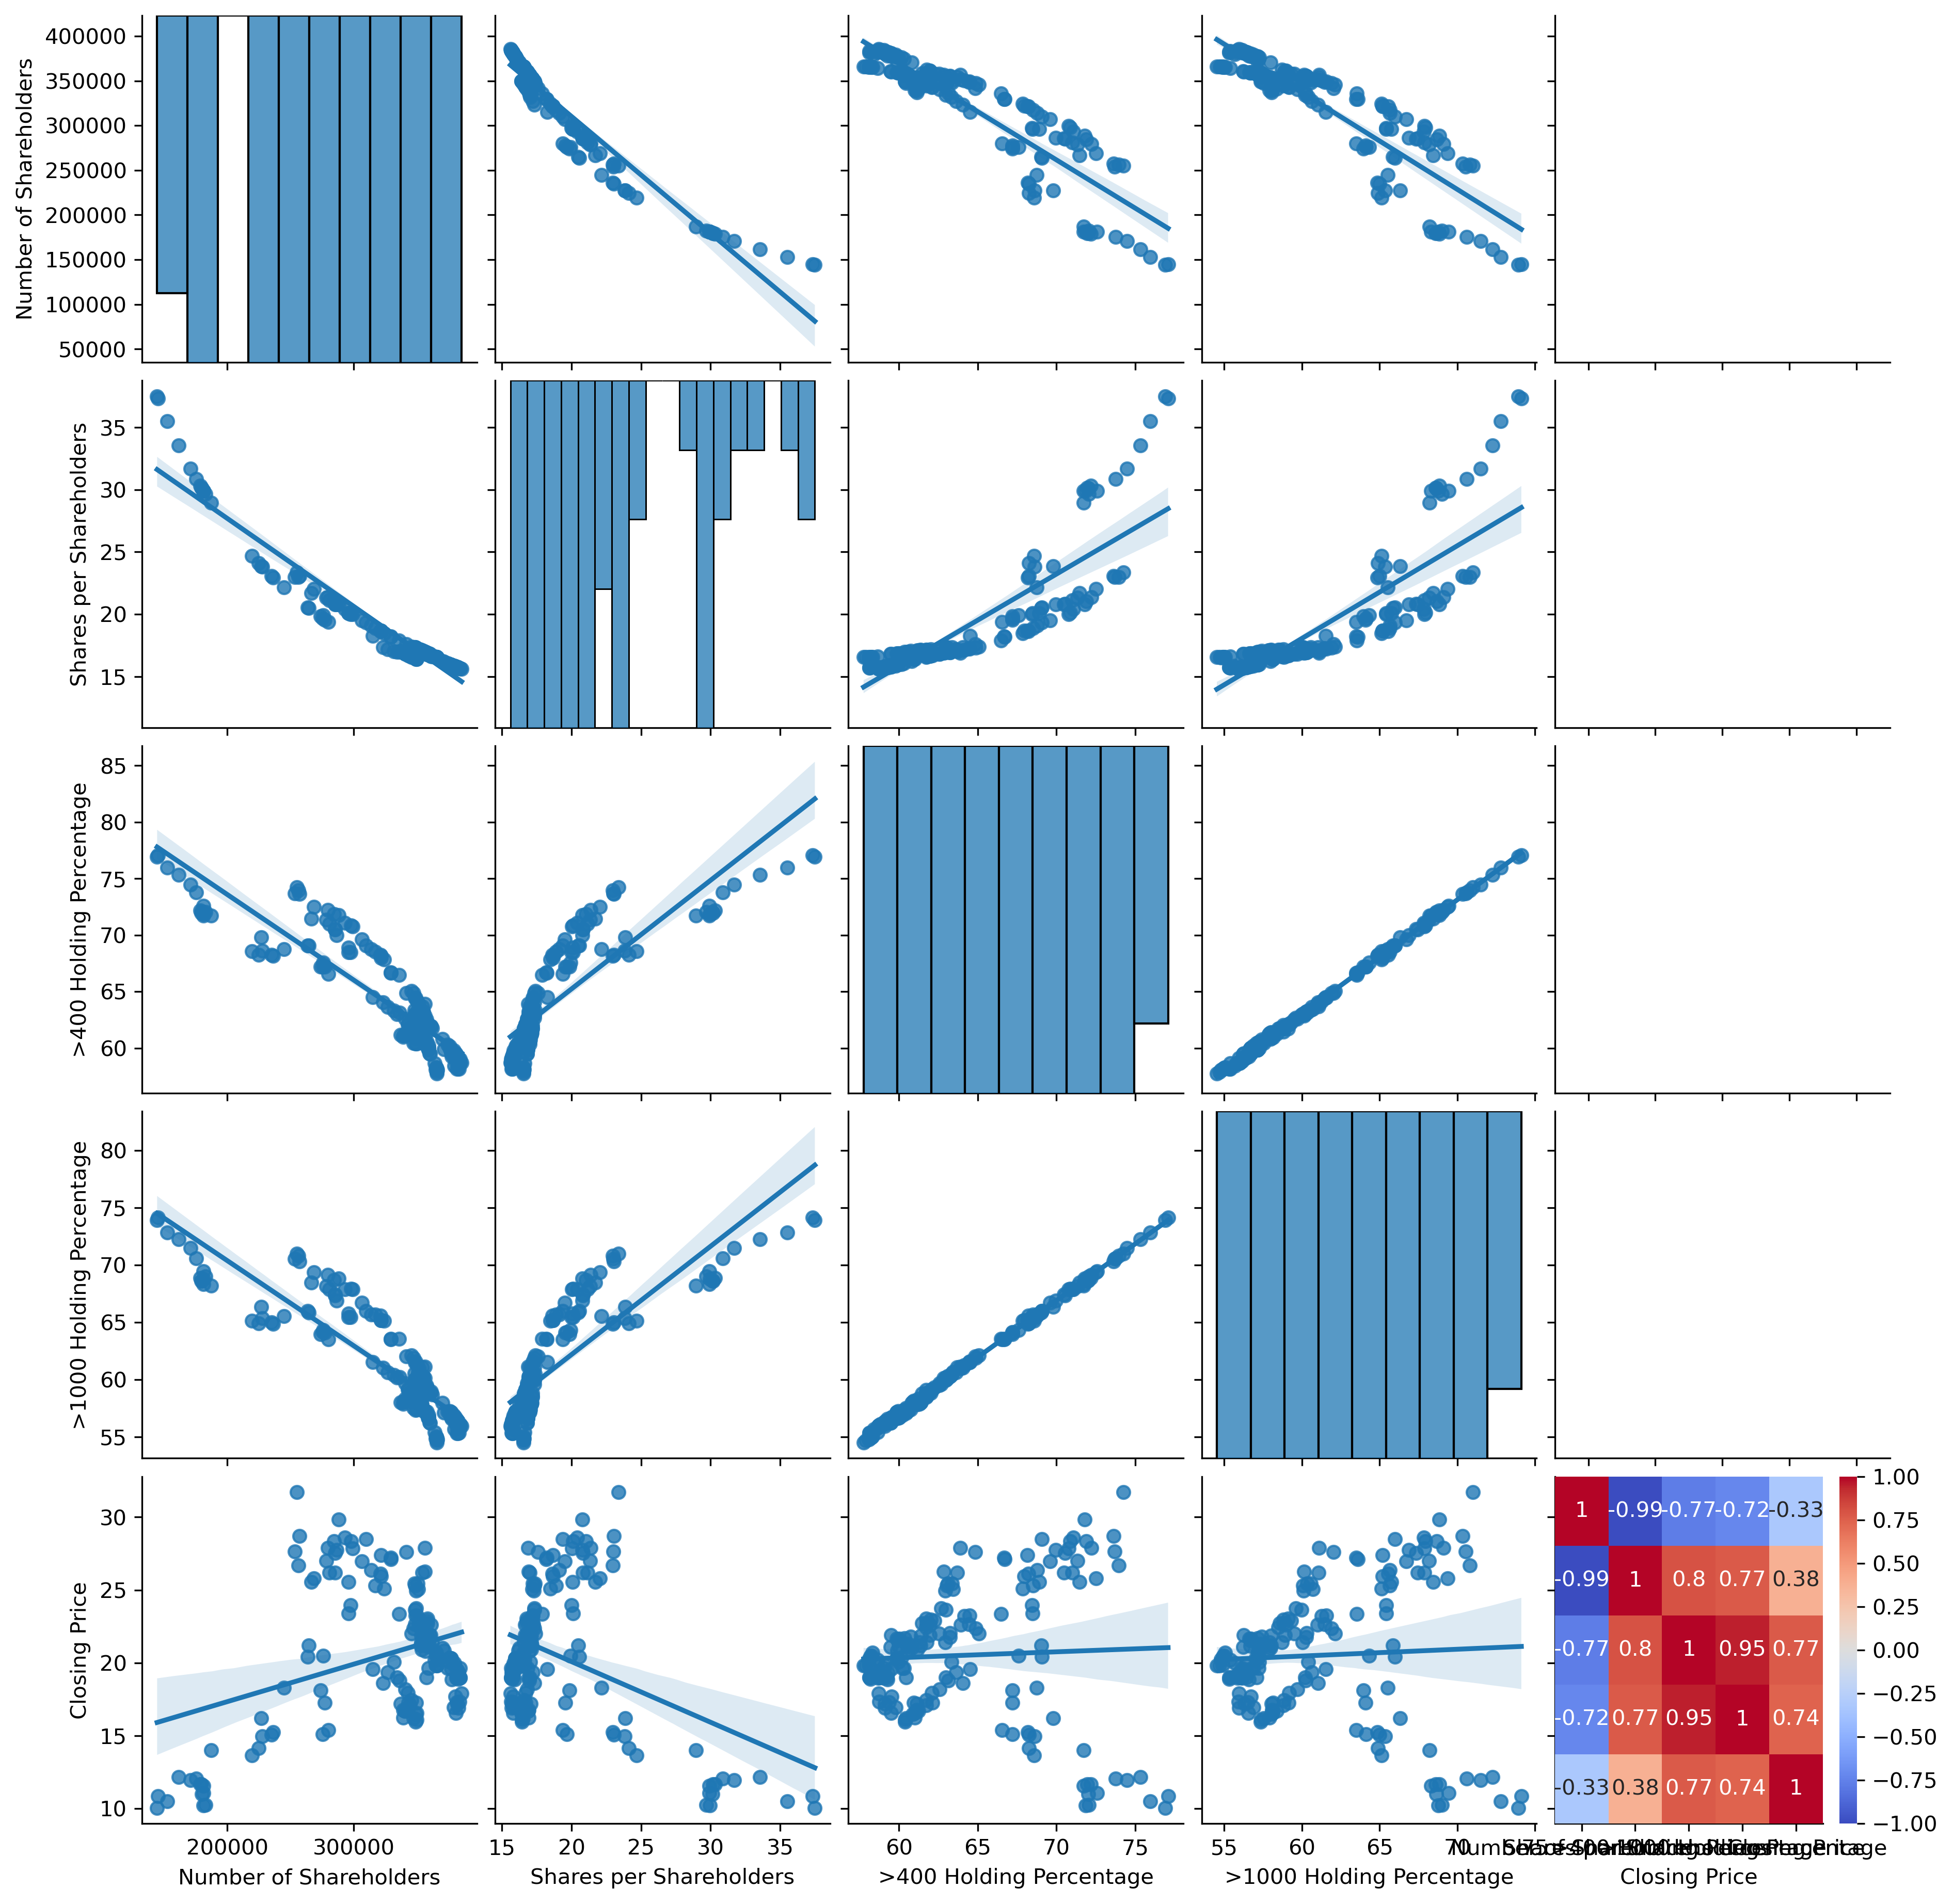 Number of Shareholders
400000
350000
300000
250000
200000
150000
100000
50000
Shares per Shareholders
35
30
25
20
15
>400 Holding Percentage
85
80
75
70
65
60
>1000 Holding Percentage
80
75
70
65
60
55
Closing Price
30
25
20
15
10
1 -0.99 -0.77 -0.72 -0.33
-0.99 1 0.8 0.77 0.38
-0.77 0.8 1 0.95 0.77
-0.72 0.77 0.95 1 0.74
-0.33 0.38 0.77 0.74 1
1.00
0.75
0.50
0.25
0.00
−0.25
−0.50
−0.75
−1.00
200000 300000
15 20 25 30 35
60 65 70 75
55 60 65 70 75
Number of Shareholders
Shares per Shareholders
>400 Holding Percentage
>1000 Holding Percentage
Closing Price